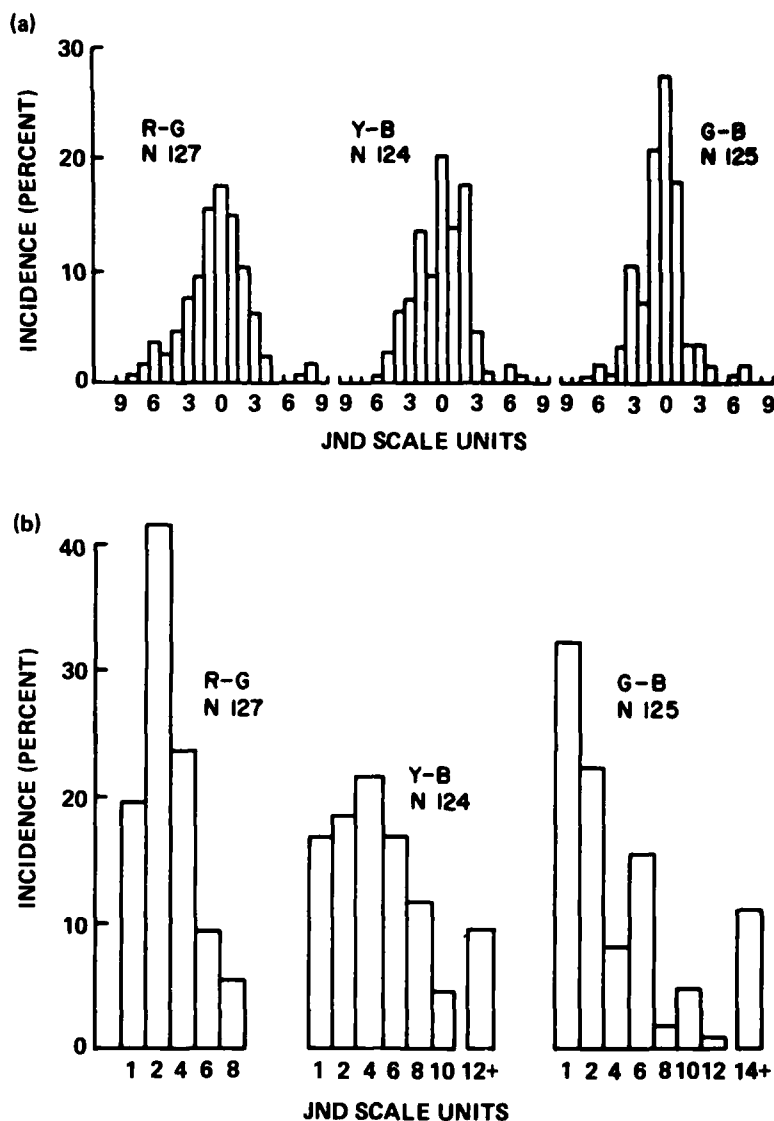 (a)
INCIDENCE (PERCENT)
30
20
10
0
R-G
N 127
Y-B
N 124
G-B
N 125
9 6 3 0 3 6 9
9 6 3 0 3 6 9
9 6 3 0 3 6 9
JND SCALE UNITS
(b)
INCIDENCE (PERCENT)
40
30
20
10
0
R-G
N 127
Y-B
N 124
G-B
N 125
1 2 4 6 8
1 2 4 6 8 10 12+
1 2 4 6 8 10 12 14+
JND SCALE UNITS